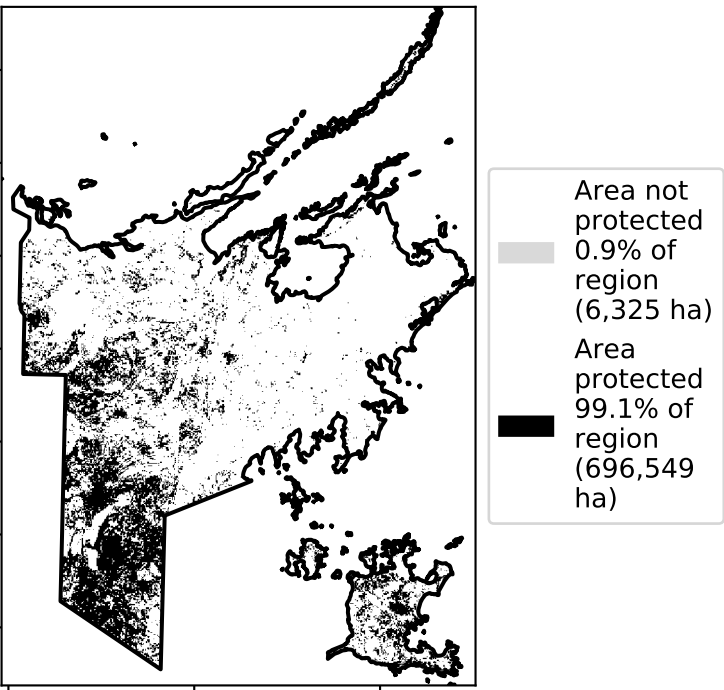 Area not
protected
0.9% of
region
(6,325 ha)
Area
protected
99.1% of
region
(696,549
ha)